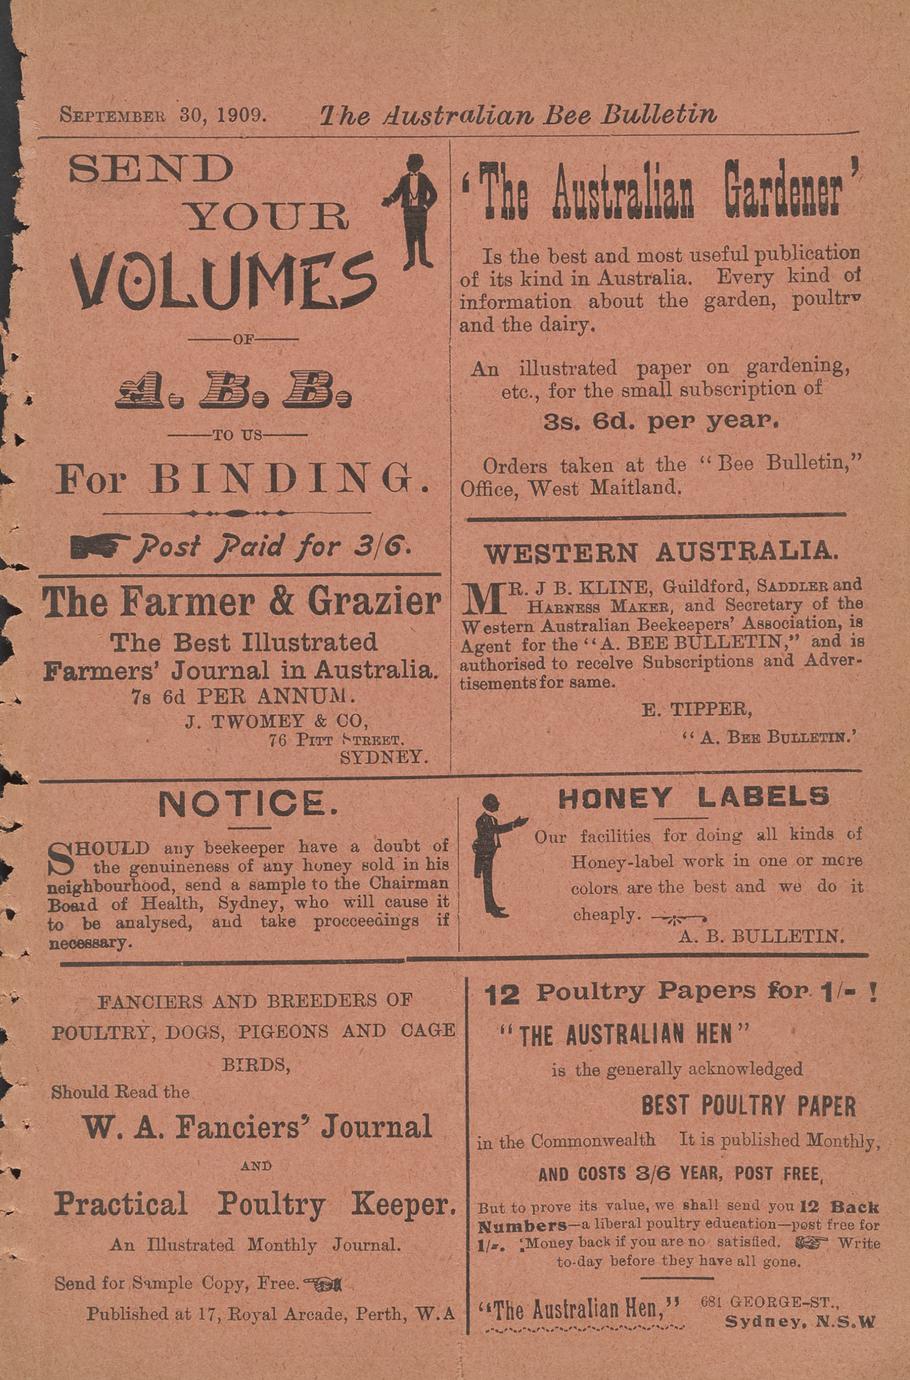 September 30, 1909.
The Australian Bee Bulletin
SEND
YOUR
VOLUMES
OF
A. B. B.
TO US
For BINDING.
Post Paid for 3/6.
The Farmer & Grazier
The Best Illustrated
Farmers' Journal in Australia.
7s 6d PER ANNUM.
J. TWOMEY & CO,
76 Pitt Street.
SYDNEY.
'The Australian Gardener'
Is the best and most useful publication
of its kind in Australia. Every kind of
information about the garden, poultry
and the dairy.
An illustrated paper on gardening,
etc., for the small subscription of
3s. 6d. per year.
Orders taken at the "Bee Bulletin,"
Office, West Maitland.
WESTERN AUSTRALIA.
MR. J B. KLINE, Guildford, Saddler and
Harness Maker, and Secretary of the
Western Australian Beekeepers' Association, is
Agent for the "A. BEE BULLETIN," and is
authorised to receive Subscriptions and Adver-
tisements for same.
E. TIPPER,
"A. Bee Bulletin.'
NOTICE.
SHOULD any beekeeper have a doubt of
the genuineness of any honey sold in his
neighbourhood, send a sample to the Chairman
Board of Health, Sydney, who will cause it
to be analysed, and take procceedings if
necessary.
HONEY LABELS
Our facilities for doing all kinds of
Honey-label work in one or more
colors are the best and we do it
cheaply.
A. B. BULLETIN.
FANCIERS AND BREEDERS OF
POULTRY, DOGS, PIGEONS AND CAGE
BIRDS,
Should Read the
W. A. Fanciers' Journal
AND
Practical Poultry Keeper.
An Illustrated Monthly Journal.
Send for Sample Copy, Free.
Published at 17, Royal Arcade, Perth, W.A
12 Poultry Papers for 1/- !
"THE AUSTRALIAN HEN"
is the generally acknowledged
BEST POULTRY PAPER
in the Commonwealth It is published Monthly,
AND COSTS 3/6 YEAR, POST FREE,
But to prove its value, we shall send you 12 Back
Numbers—a liberal poultry education—post free for
1/-. Money back if you are no satisfied. Write
to-day before they have all gone.
"The Australian Hen," 681 GEORGE-ST.,
Sydney, N.S.W